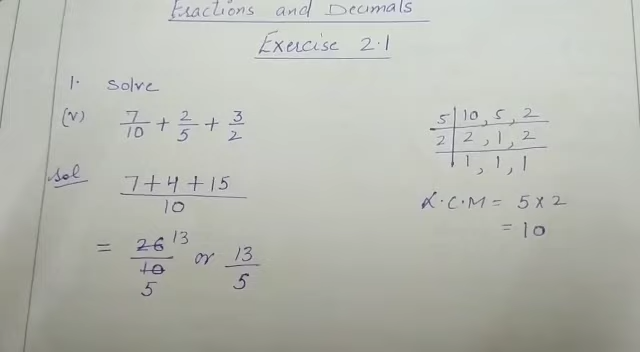 Fractions and Decimals
Exercise 2.1
1. Solve
(v) 7/10 + 2/5 + 3/2
Sol 7+4+15/10
= 26/10 13/5 or 13/5
5 | 10, 5, 2
2 | 2, 1, 2
1, 1, 1
L.C.M = 5 x 2
= 10